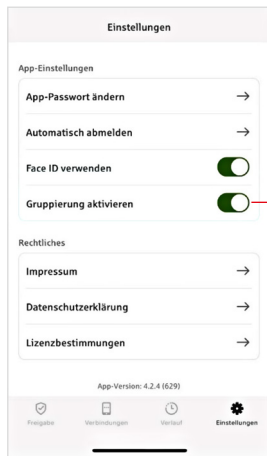 Einstellungen
App-Einstellungen
App-Passwort ändern
Automatisch abmelden
Face ID verwenden
Gruppierung aktivieren
Rechtliches
Impressum
Datenschutzerklärung
Lizenzbestimmungen
App-Version: 4.2.4 (629)
Freigabe Verbindungen Verlauf Einstellungen